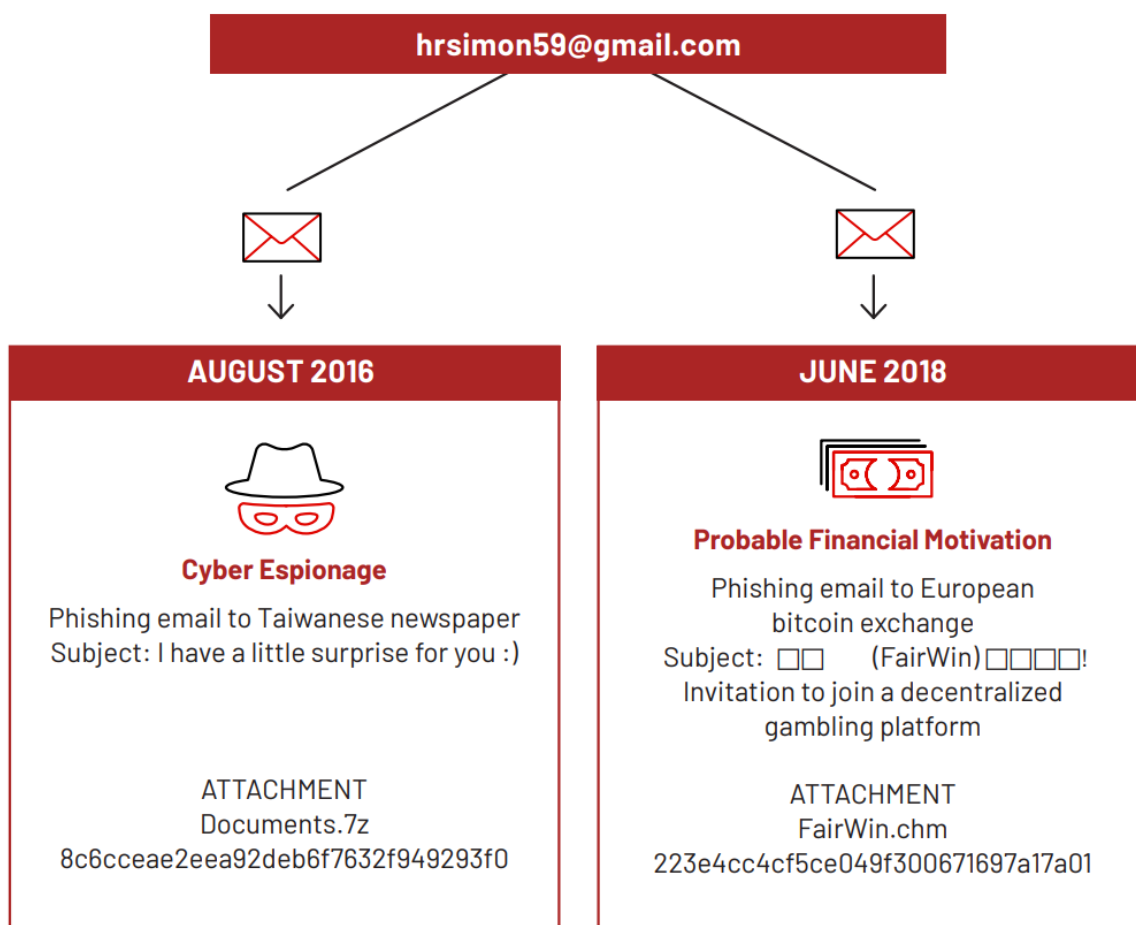 hrsimon59@gmail.com
AUGUST 2016
Cyber Espionage
Phishing email to Taiwanese newspaper
Subject: I have a little surprise for you :)
ATTACHMENT
Documents.7z
8c6cceae2eea92deb6f7632f949293f0
JUNE 2018
Probable Financial Motivation
Phishing email to European
bitcoin exchange
Subject: □□ (FairWin)□□□□!
Invitation to join a decentralized
gambling platform
ATTACHMENT
FairWin.chm
223e4cc4cf5ce049f300671697a17a01